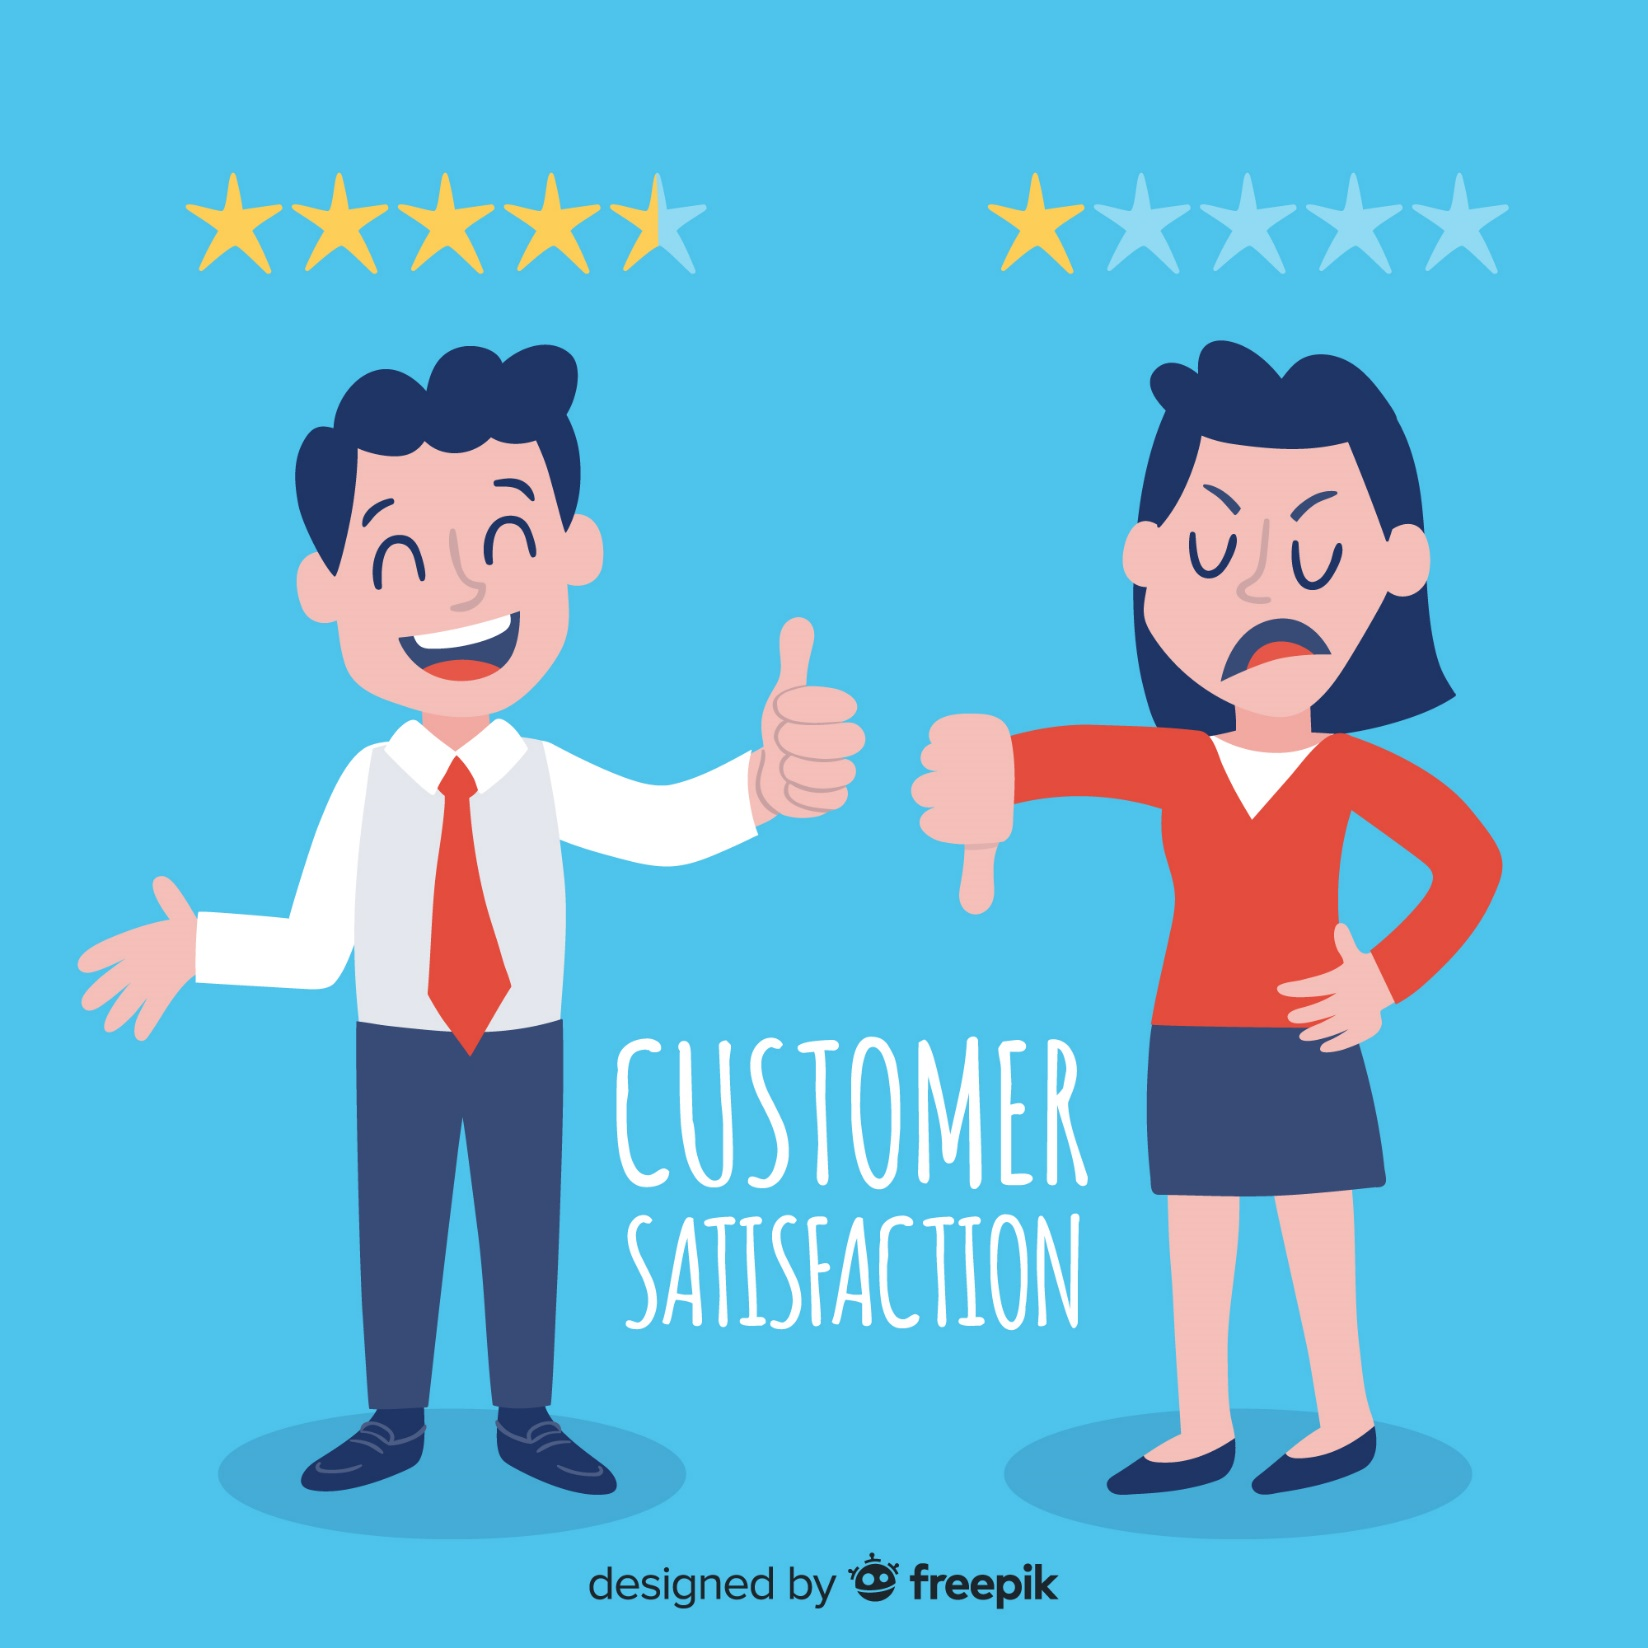 CUSTOMER
SATISFACTION
designed by freepik